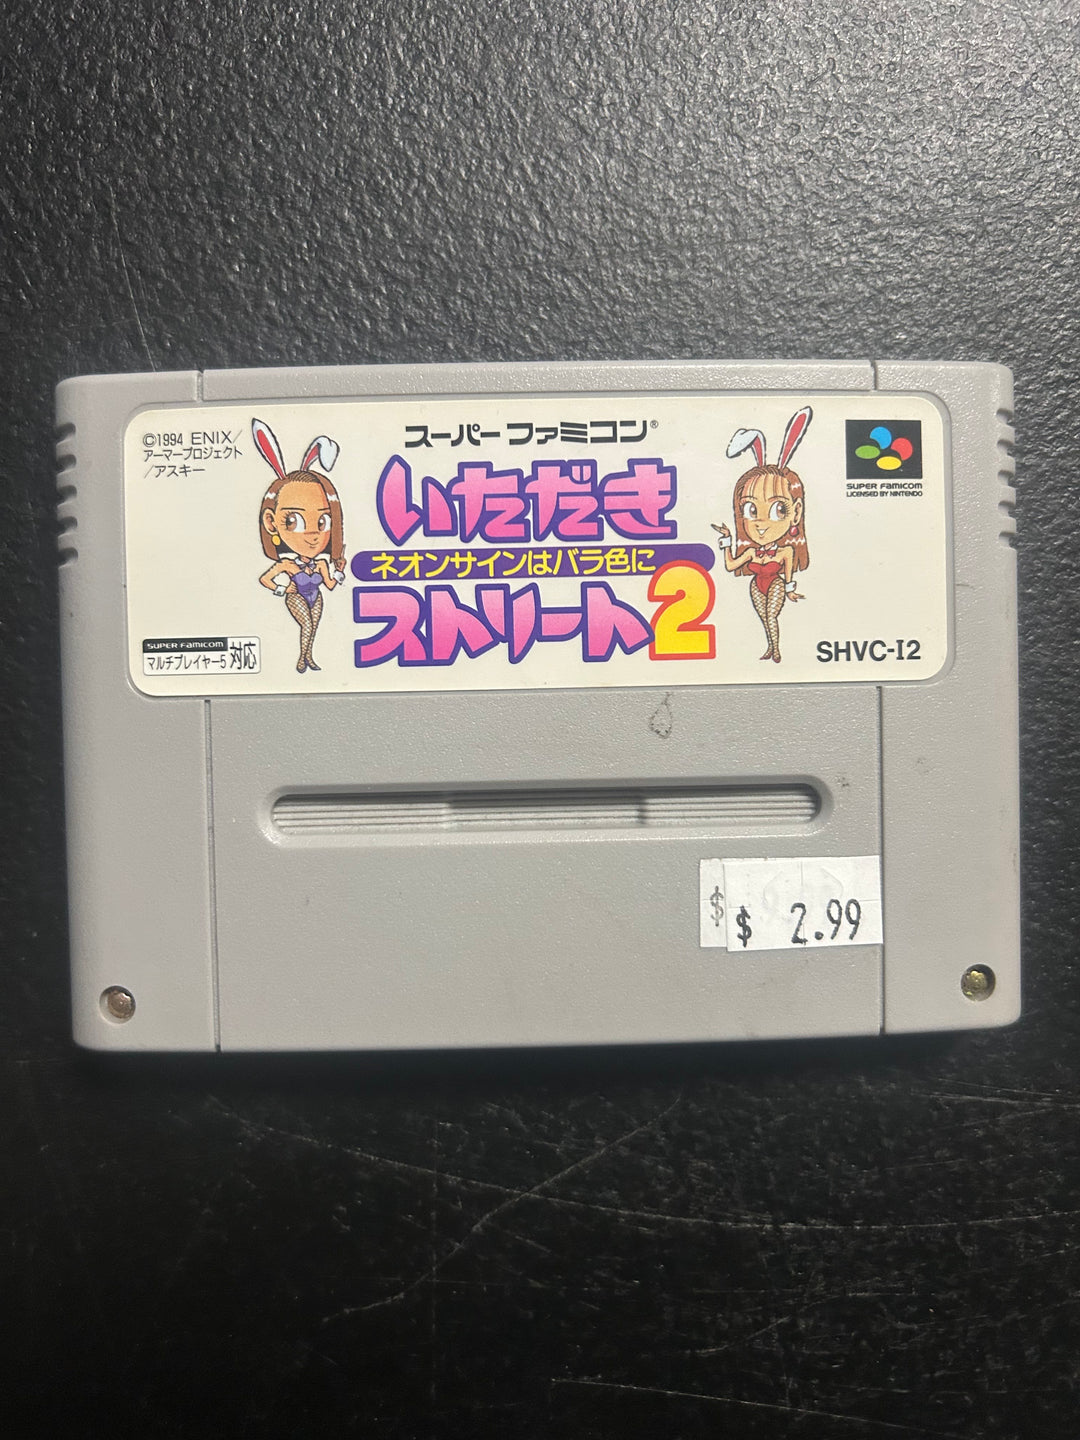 ©1994 ENIX/
アーマープロジェクト
/アスキー
スーパーファミコン®
いただき
ネオンサインはバラ色に
ストリート2
SUPER FAMICOM
LICENSED BY NINTENDO
SUPER FAMICOM
マルチプレイヤー5 対応
SHVC-I2
$
$ 2.99